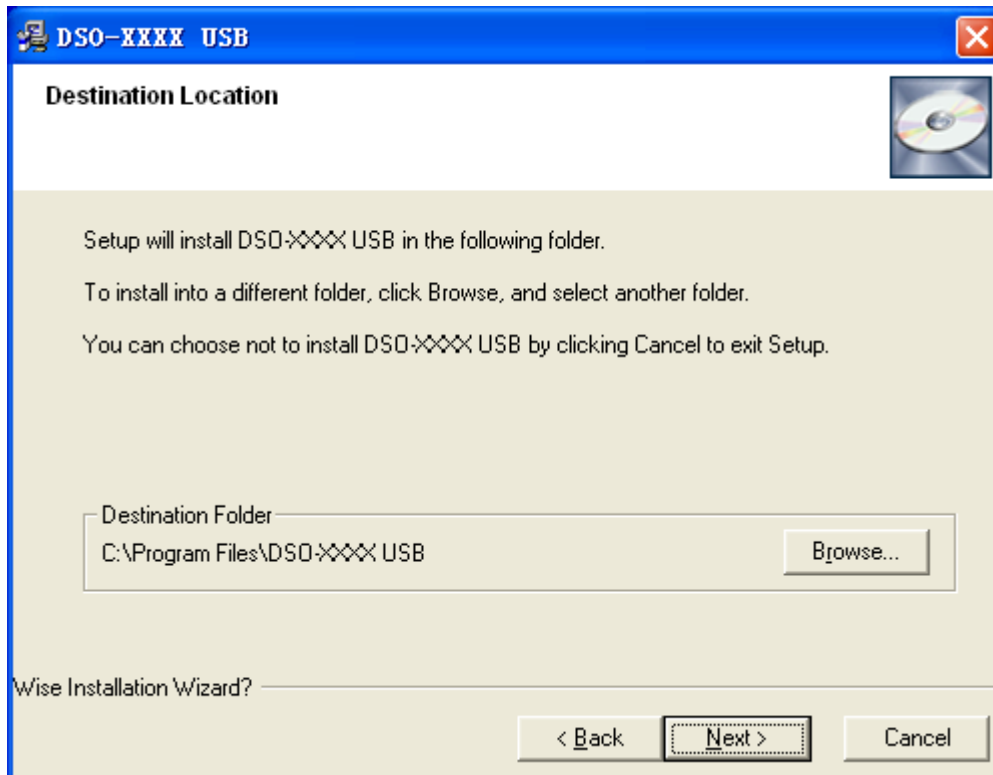 DSO-XXXX USB
Destination Location
Setup will install DSO-XXXX USB in the following folder.
To install into a different folder, click Browse, and select another folder.
You can choose not to install DSO-XXXX USB by clicking Cancel to exit Setup.
Destination Folder
C:\Program Files\DSO-XXXX USB
Browse...
Wise Installation Wizard?
< Back
Next >
Cancel